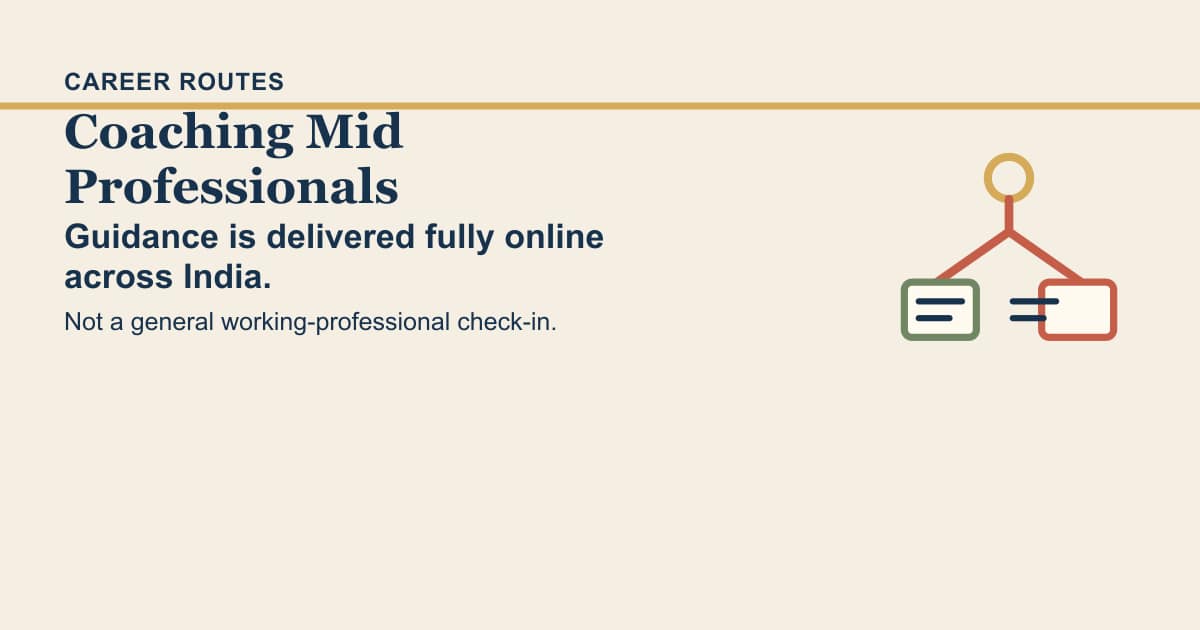 CAREER ROUTES
Coaching Mid
Professionals
Guidance is delivered fully online
across India.
Not a general working-professional check-in.